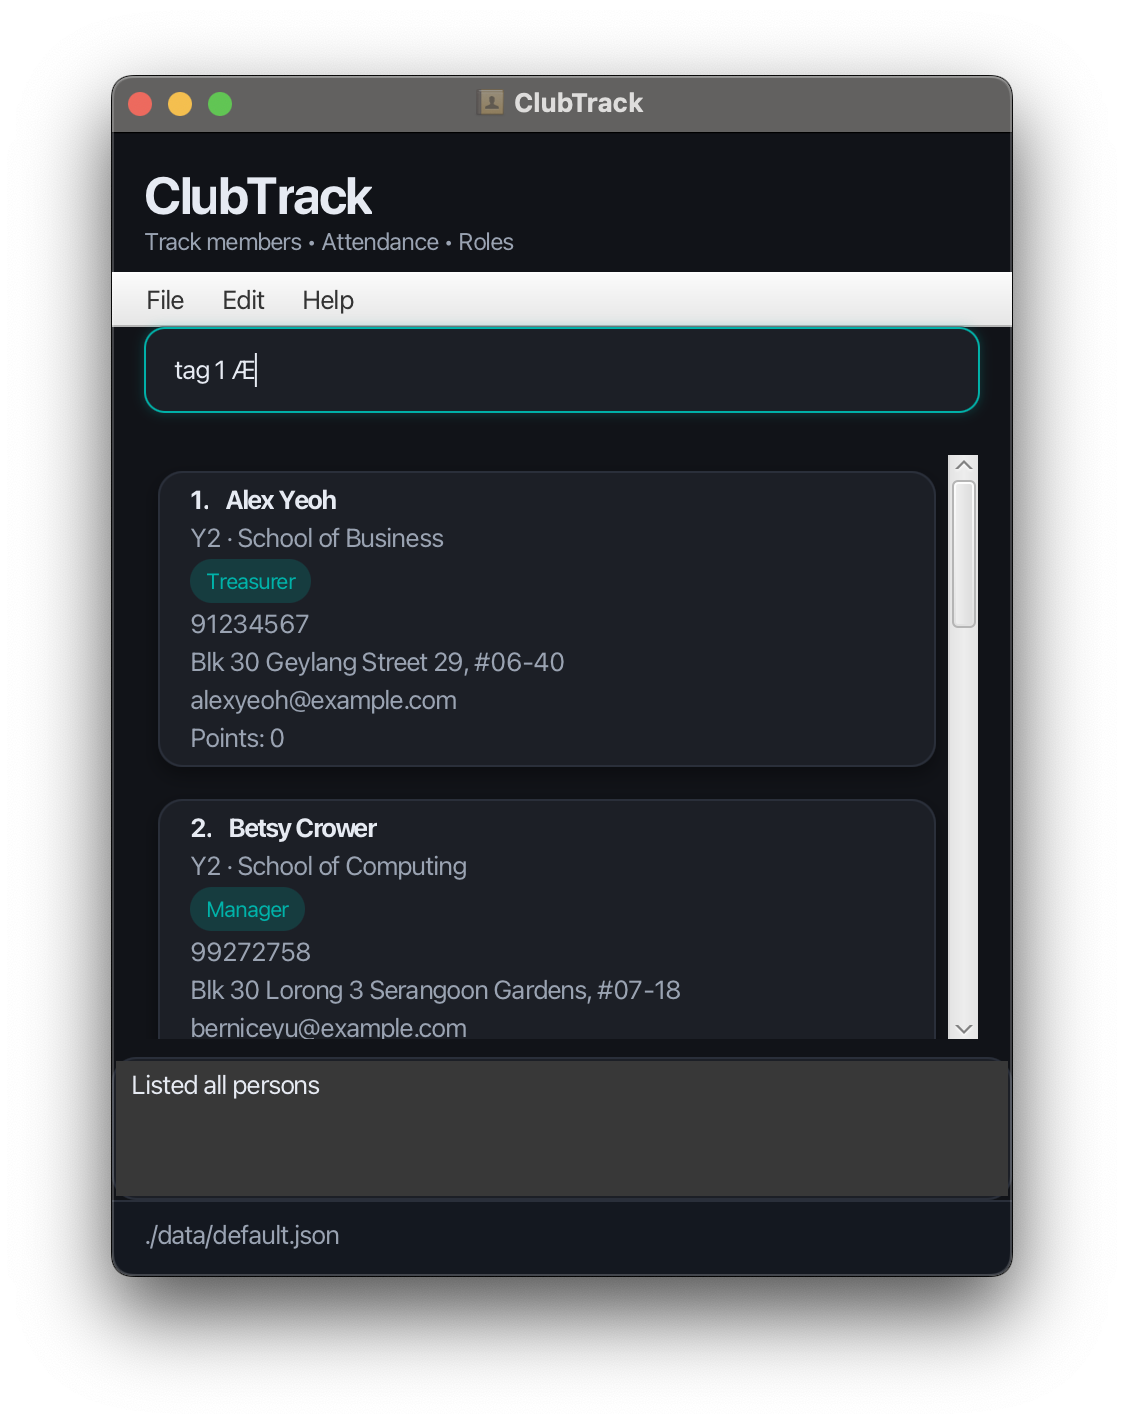 ClubTrack
ClubTrack
Track members • Attendance • Roles
File Edit Help
tag 1 Æ
1. Alex Yeoh
Y2 · School of Business
Treasurer
91234567
Blk 30 Geylang Street 29, #06-40
alexyeoh@example.com
Points: 0
2. Betsy Crower
Y2 · School of Computing
Manager
99272758
Blk 30 Lorong 3 Serangoon Gardens, #07-18
berniceyu@example.com
Listed all persons
./data/default.json